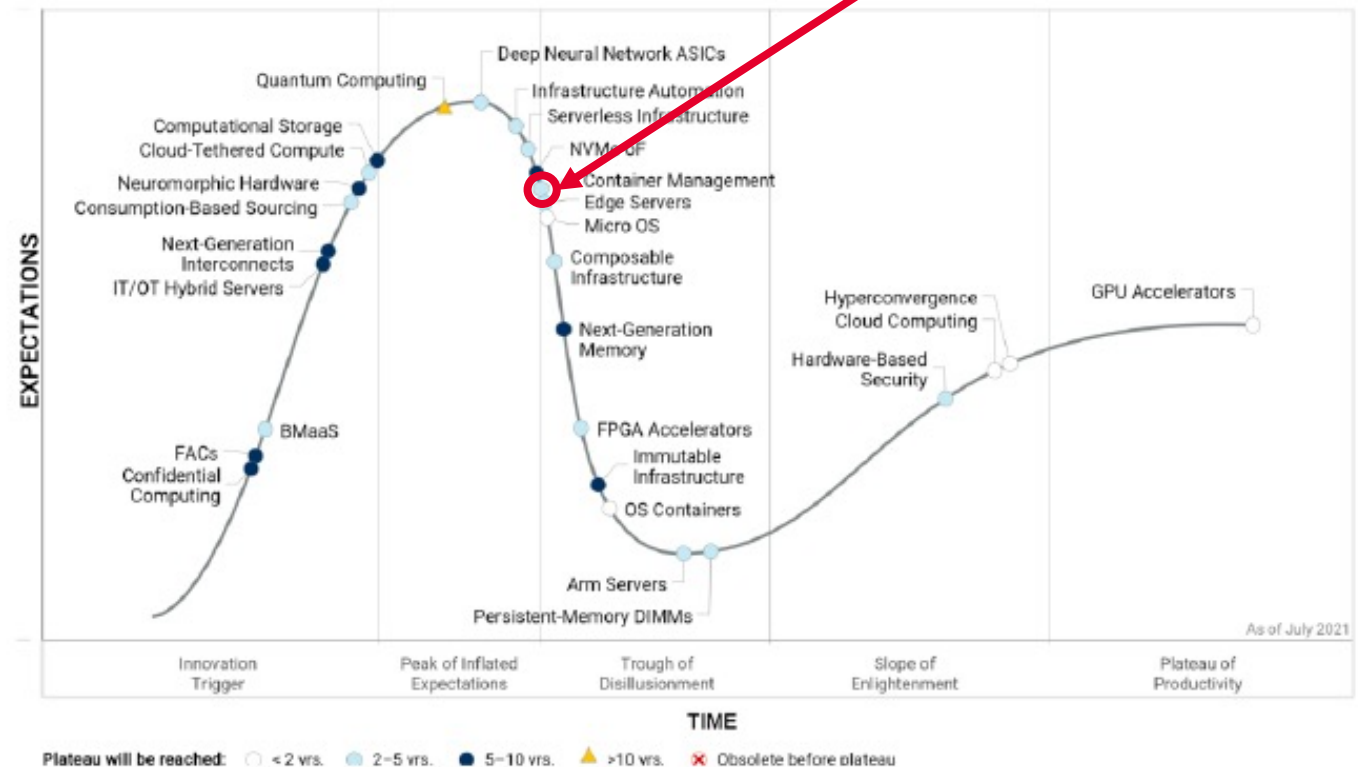 Deep Neural Network ASICs
Quantum Computing
Infrastructure Automation
Serverless Infrastructure
Computational Storage
Cloud-Tethered Compute
NVMe-oF
Neuromorphic Hardware
Container Management
Consumption-Based Sourcing
Edge Servers
Micro OS
Next-Generation
Interconnects
IT/OT Hybrid Servers
Composable
Infrastructure
Next-Generation
Memory
Hyperconvergence
Cloud Computing
GPU Accelerators
Hardware-Based
Security
BMaaS
FACs
Confidential
Computing
FPGA Accelerators
Immutable
Infrastructure
OS Containers
Arm Servers
Persistent-Memory DIMMs
EXPECTATIONS
As of July 2021
Innovation
Trigger
Peak of Inflated
Expectations
Trough of
Disillusionment
Slope of
Enlightenment
Plateau of
Productivity
TIME
Plateau will be reached: < 2 yrs. 2–5 yrs. 5–10 yrs. >10 yrs. Obsolete before plateau